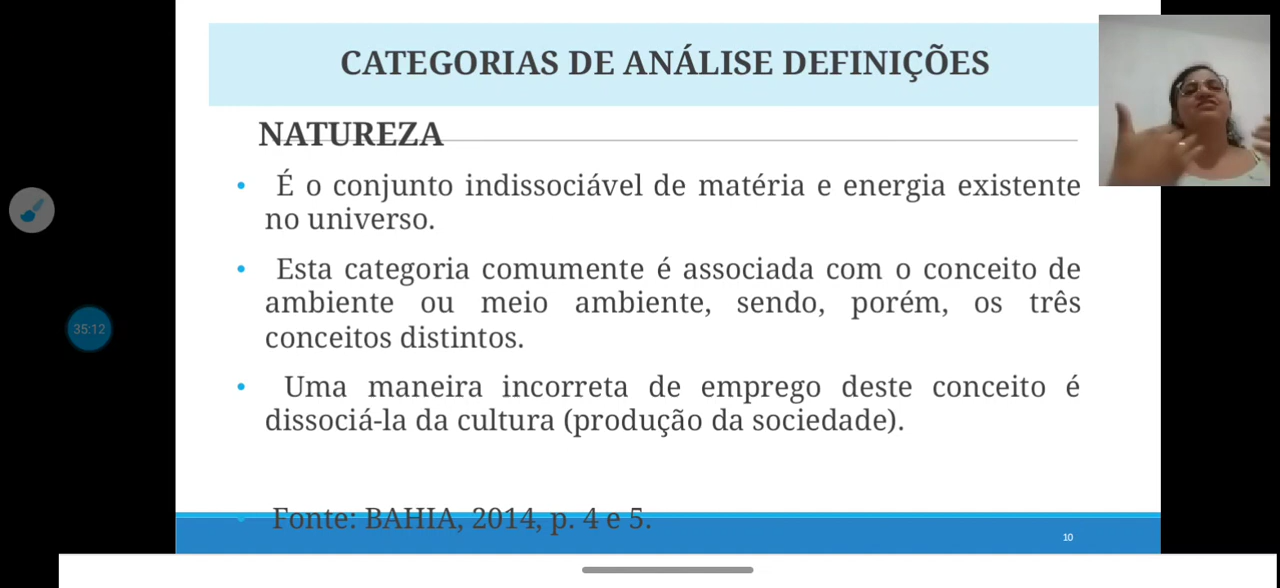 CATEGORIAS DE ANÁLISE DEFINIÇÕES
NATUREZA
• É o conjunto indissociável de matéria e energia existente
no universo.
• Esta categoria comumente é associada com o conceito de
ambiente ou meio ambiente, sendo, porém, os três
conceitos distintos.
• Uma maneira incorreta de emprego deste conceito é
dissociá-la da cultura (produção da sociedade).
35:12
• Fonte: BAHIA, 2014, p. 4 e 5.
10